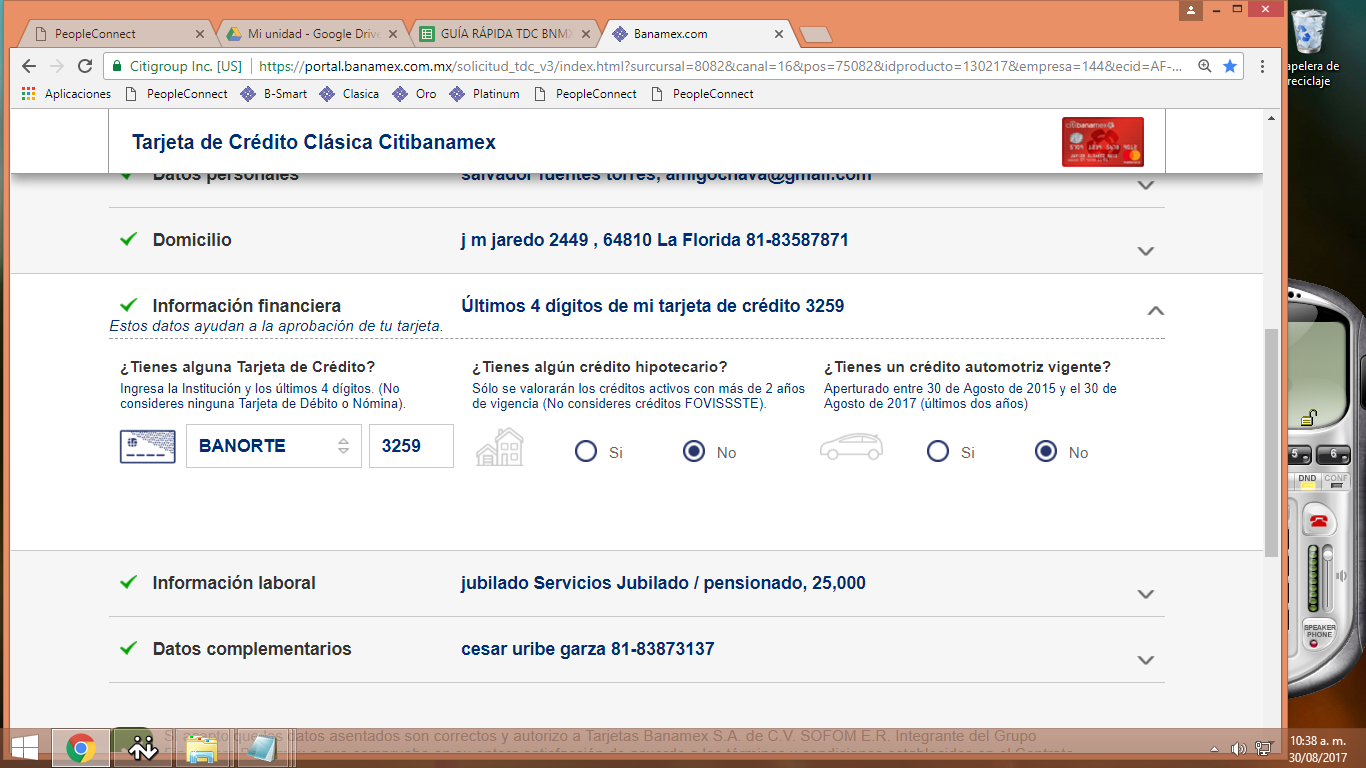 PeopleConnect
Mi unidad - Google Drive
GUÍA RÁPIDA TDC BNMX
Banamex.com
Citigroup Inc. [US]
https://portal.banamex.com.mx/solicitud_tdc_v3/index.html?surcursal=8082&canal=16&pos=75082&idproducto=130217&empresa=144&ecid=AF-...
Aplicaciones PeopleConnect B-Smart Clasica Oro Platinum PeopleConnect PeopleConnect
apelera de
reciclaje
Tarjeta de Crédito Clásica Citibanamex
citibanamex
Datos personales salvador fuentes torres, amigochava@gmail.com
Domicilio j m jaredo 2449 , 64810 La Florida 81-83587871
Información financiera Últimos 4 dígitos de mi tarjeta de crédito 3259
Estos datos ayudan a la aprobación de tu tarjeta.
¿Tienes alguna Tarjeta de Crédito?
Ingresa la Institución y los últimos 4 dígitos. (No
consideres ninguna Tarjeta de Débito o Nómina).
BANORTE 3259
¿Tienes algún crédito hipotecario?
Sólo se valorarán los créditos activos con más de 2 años
de vigencia (No consideres créditos FOVISSSTE).
Si No
¿Tienes un crédito automotriz vigente?
Aperturado entre 30 de Agosto de 2015 y el 30 de
Agosto de 2017 (últimos dos años)
Si No
Información laboral jubilado Servicios Jubilado / pensionado, 25,000
Datos complementarios cesar uribe garza 81-83873137
datos asentados son correctos y autorizo a Tarjetas Banamex S.A. de C.V. SOFOM E.R. Integrante del Grupo
5 6
DND CONF
SPEAKER
PHONE
10:38 a. m.
30/08/2017